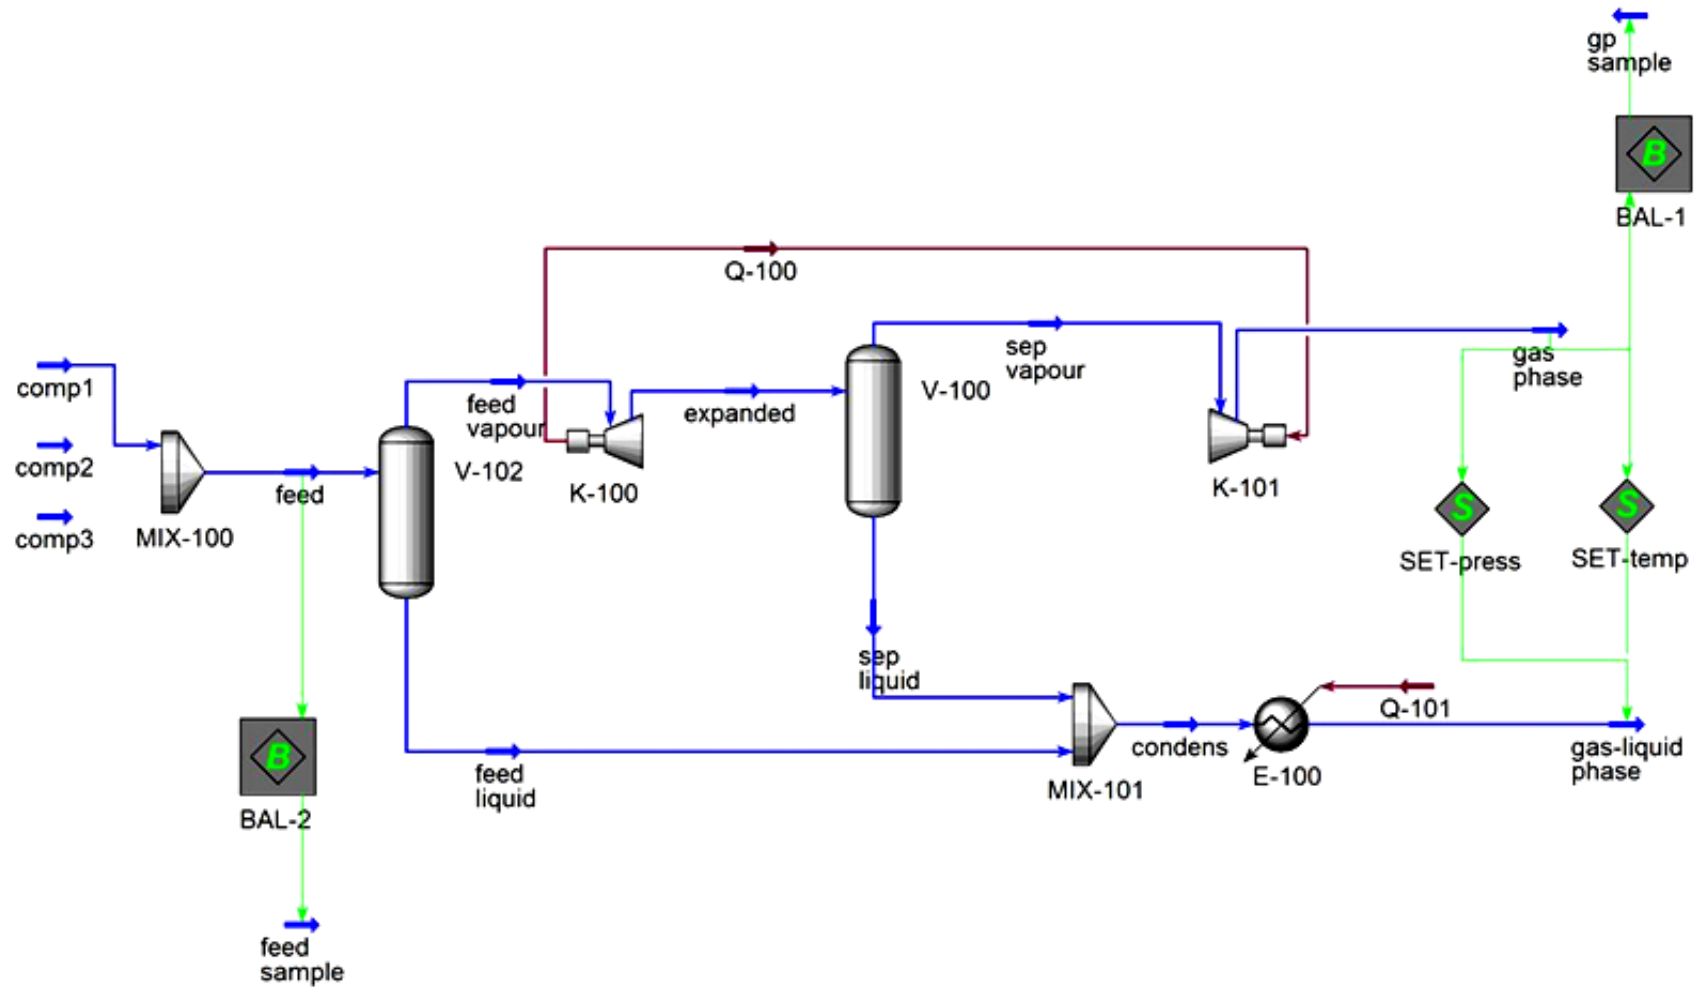 gp
sample
B
BAL-1
Q-100
sep
vapour
gas
phase
comp1
feed
vapour
expanded
V-100
comp2
V-102
feed
K-100
K-101
S
S
comp3
MIX-100
SET-press
SET-temp
sep
liquid
Q-101
condens
gas-liquid
phase
feed
liquid
MIX-101
E-100
B
BAL-2
feed
sample